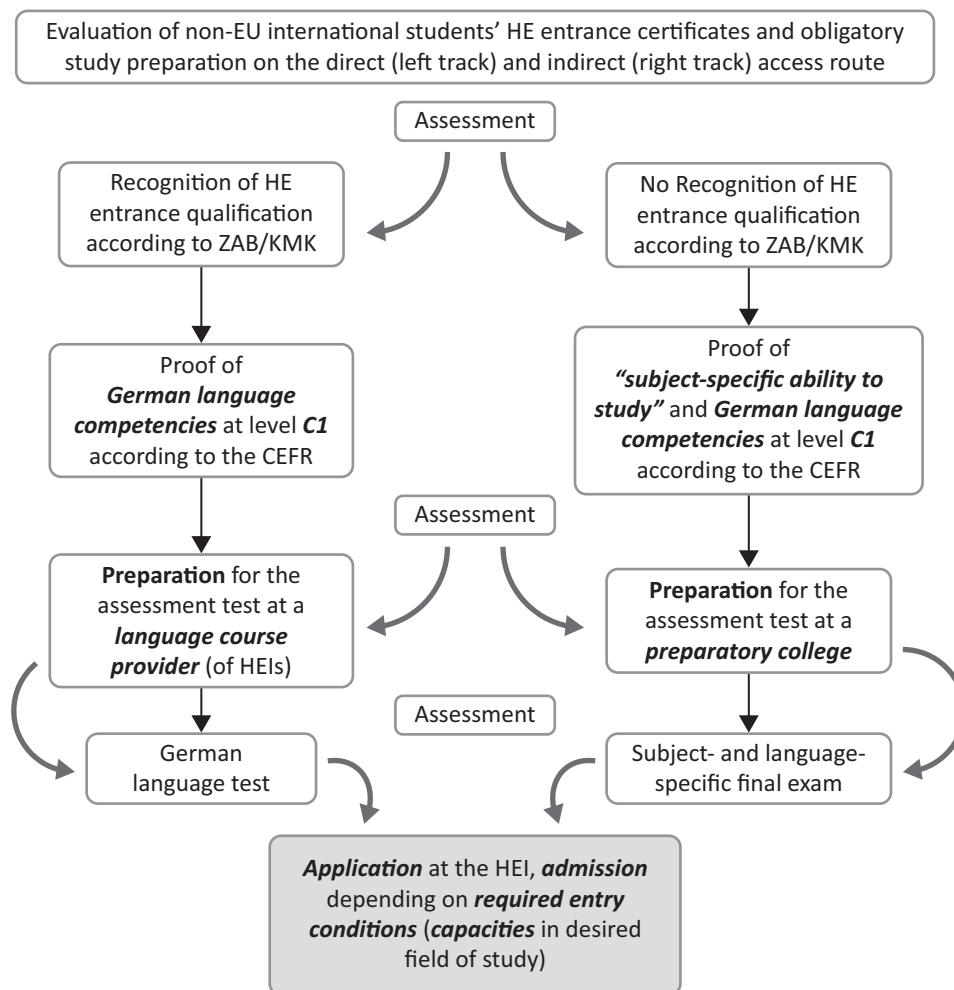 Evaluation of non-EU international students’ HE entrance certificates and obligatory
study preparation on the direct (left track) and indirect (right track) access route
Assessment
Recognition of HE
entrance qualification
according to ZAB/KMK
No Recognition of HE
entrance qualification
according to ZAB/KMK
Proof of
German language
competencies at level C1
according to the CEFR
Proof of
“subject-specific ability to
study” and German language
competencies at level C1
according to the CEFR
Assessment
Preparation for the
assessment test at a
language course
provider (of HEIs)
Preparation for the
assessment test at a
preparatory college
Assessment
German
language test
Subject- and language-
specific final exam
Application at the HEI, admission
depending on required entry
conditions (capacities in desired
field of study)